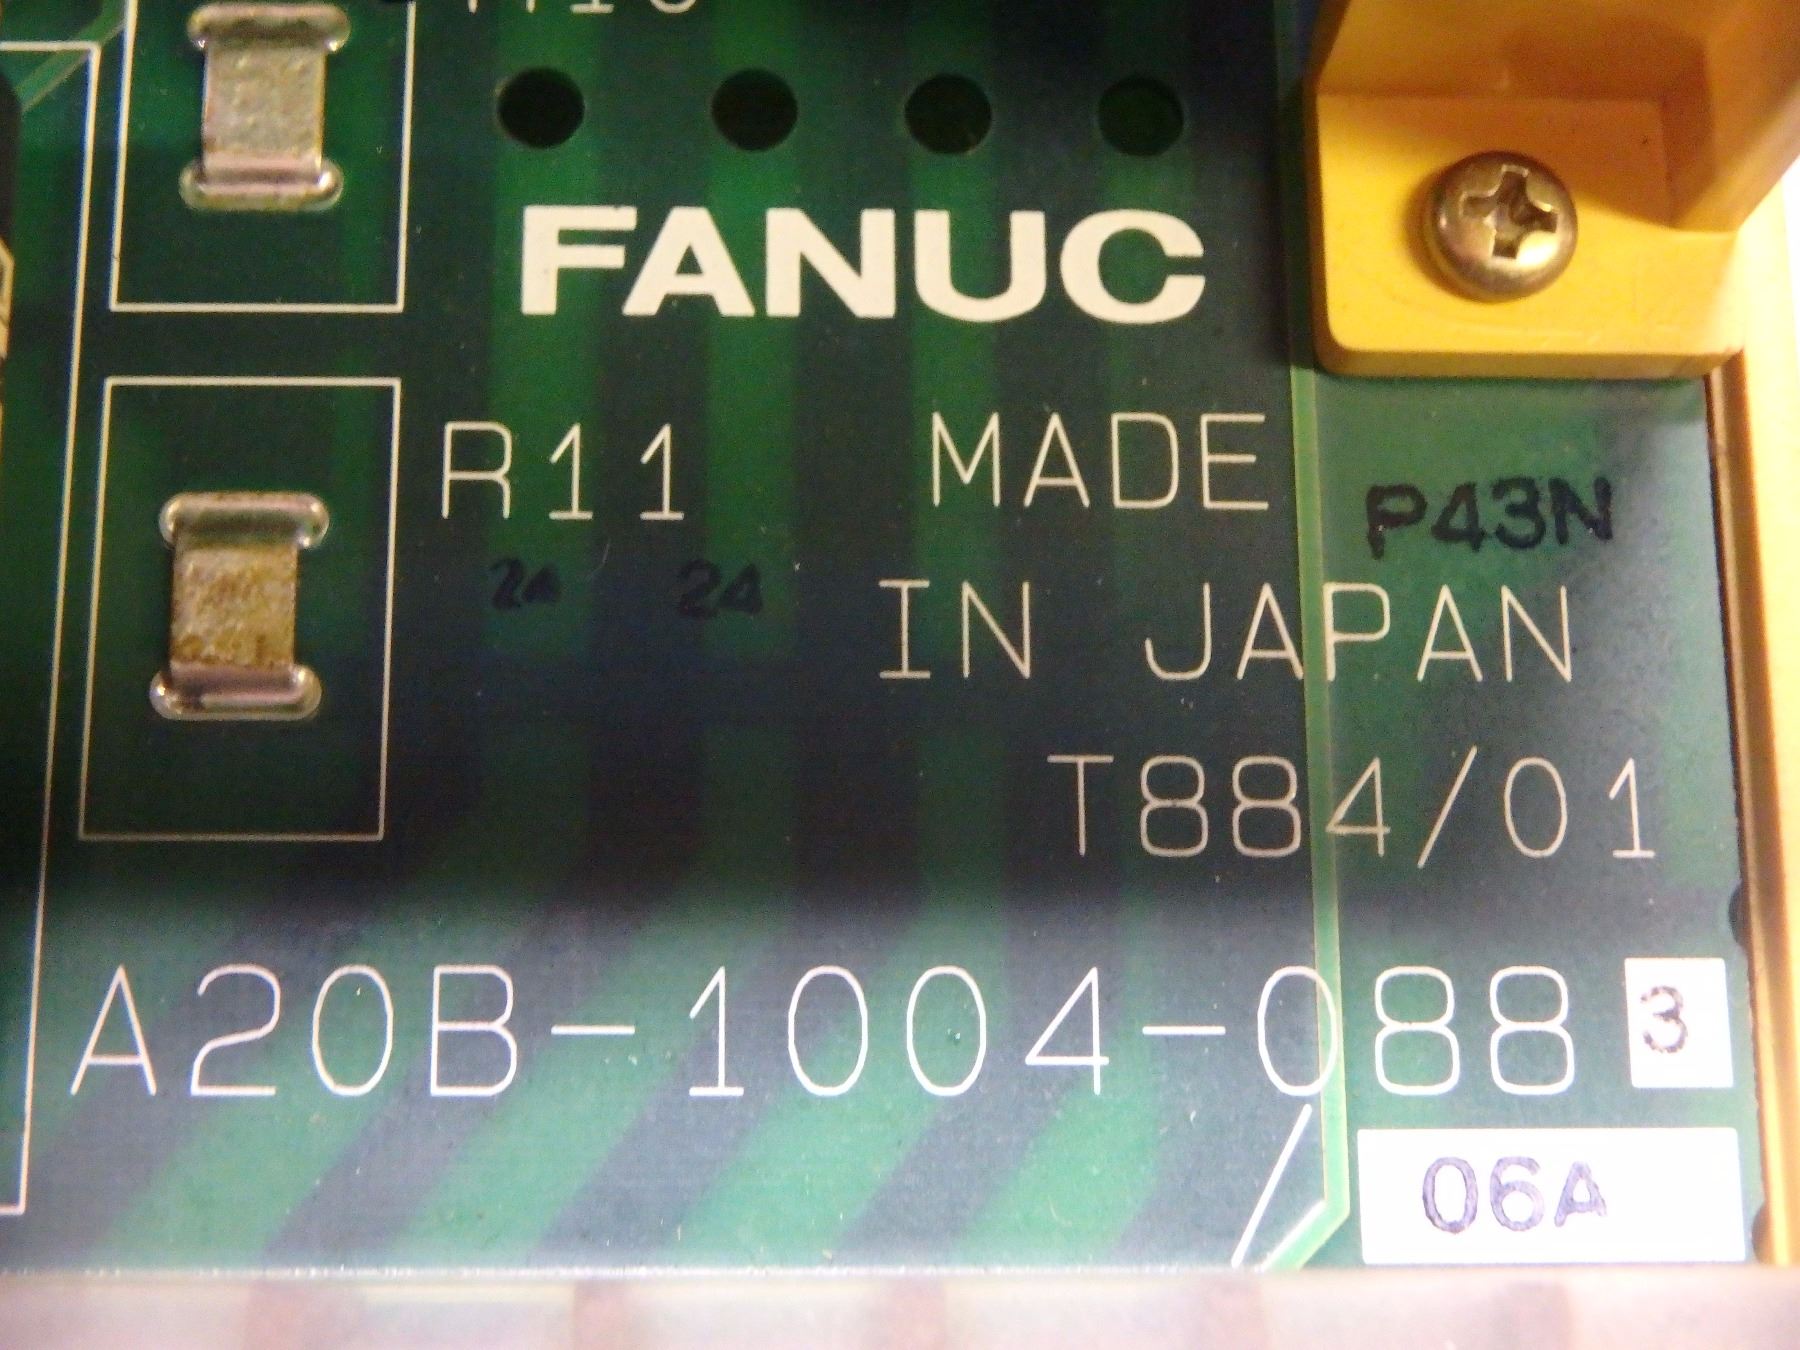 FANUC
R11 MADE
P43N
2A 2A
IN JAPAN
T884/01
A20B-1004-088 3
/ 06A